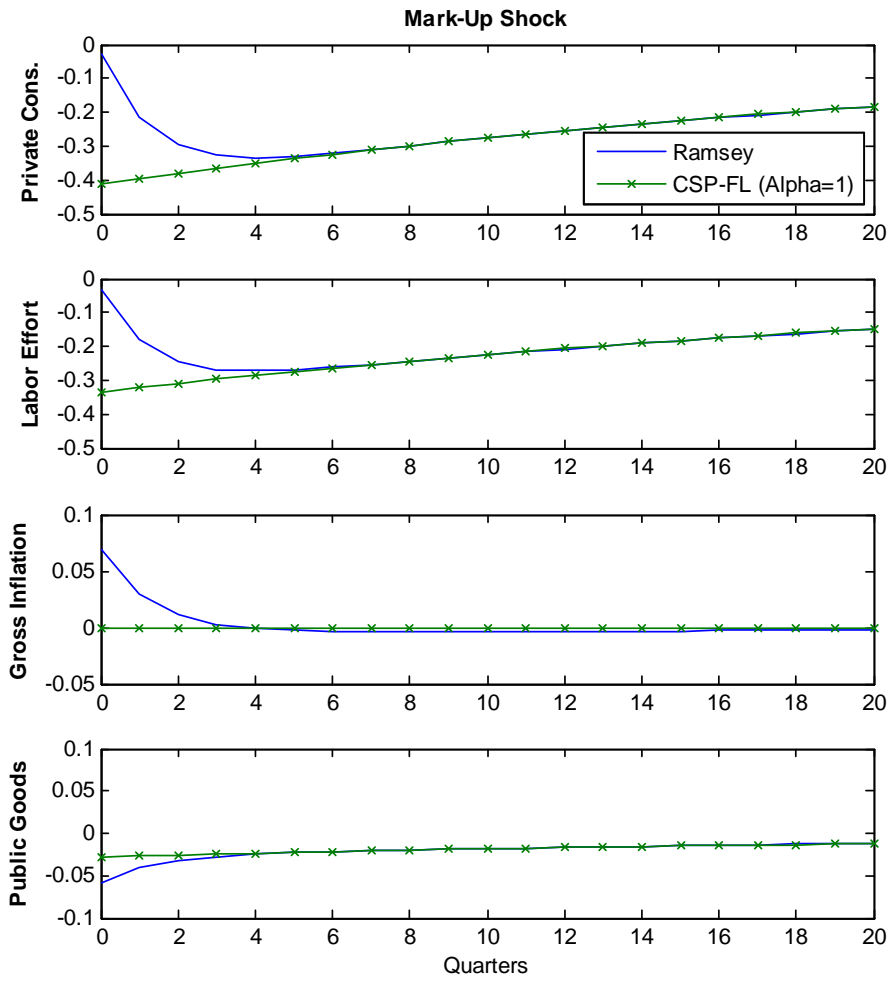 Mark-Up Shock
Private Cons.
0
-0.1
-0.2
-0.3
-0.4
-0.5
Ramsey
CSP-FL (Alpha=1)
0 2 4 6 8 10 12 14 16 18 20
Labor Effort
0
-0.1
-0.2
-0.3
-0.4
-0.5
0 2 4 6 8 10 12 14 16 18 20
Gross Inflation
0.1
0.05
0
-0.05
0 2 4 6 8 10 12 14 16 18 20
Public Goods
0.1
0.05
0
-0.05
-0.1
0 2 4 6 8 10 12 14 16 18 20
Quarters